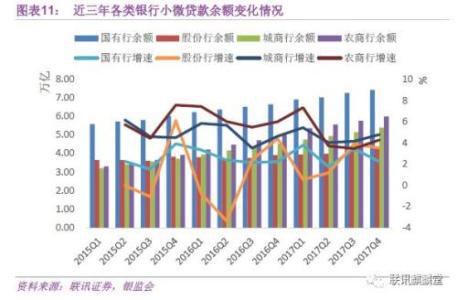 图表11： 近三年各类银行小微贷款余额变化情况
国有行余额 股份行余额 城商行余额 农商行余额
国有行增速 股份行增速 城商行增速 农商行增速
万亿
%
8.00 10
7.00 8
6.00 6
5.00 4
4.00 2
3.00 0
2.00 -2
1.00 -4
0.00
2015Q1 2015Q2 2015Q3 2015Q4 2016Q1 2016Q2 2016Q3 2016Q4 2017Q1 2017Q2 2017Q3 2017Q4
资料来源：联讯证券，银监会
联讯麒麟堂